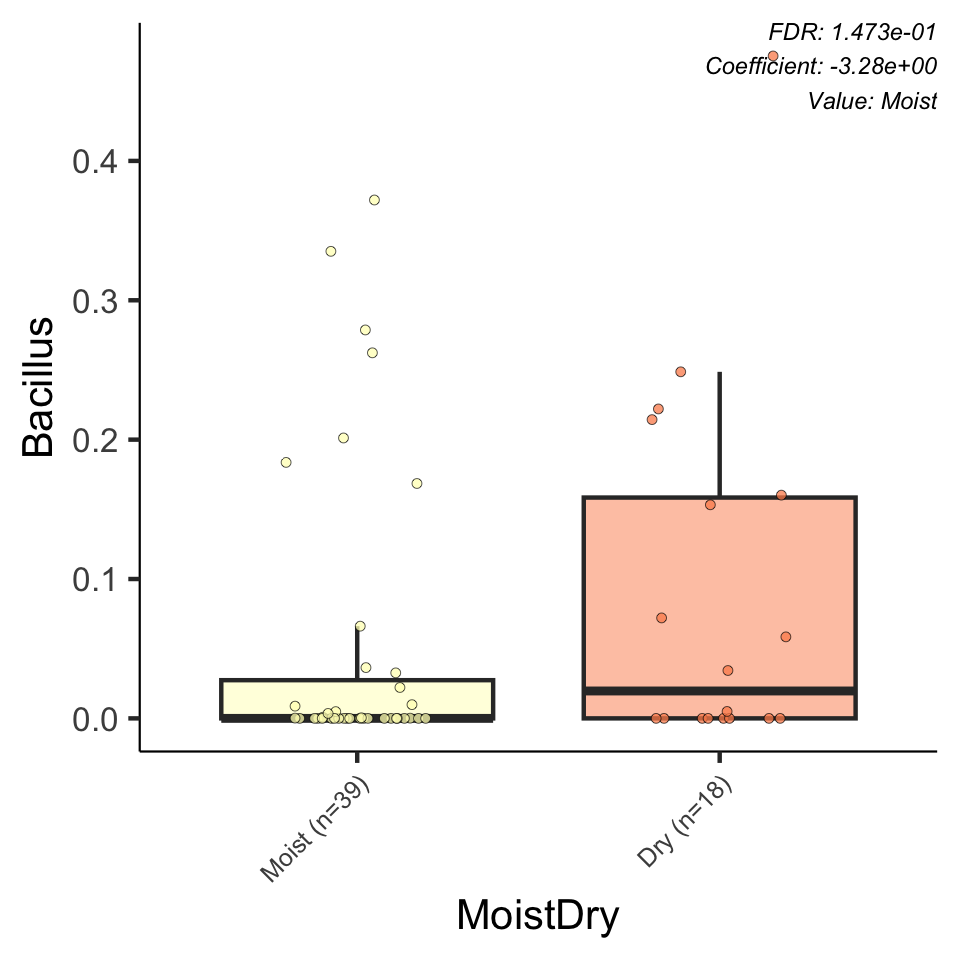 FDR: 1.473e-01
Coefficient: -3.28e+00
Value: Moist
0.4
0.3
0.2
0.1
0.0
Bacillus
Moist (n=39)
Dry (n=18)
MoistDry